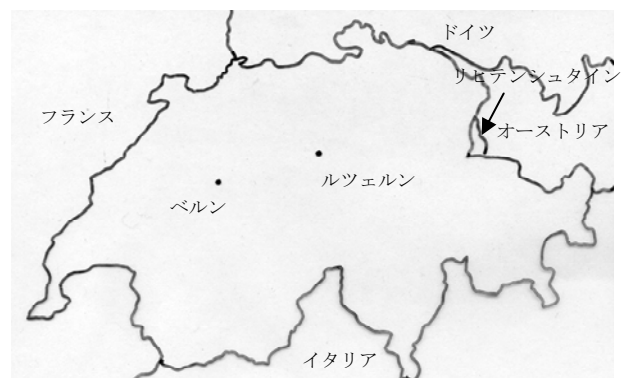 ドイツ
リヒテンシュタイン
フランス
オーストリア
ルツェルン
ベルン
イタリア